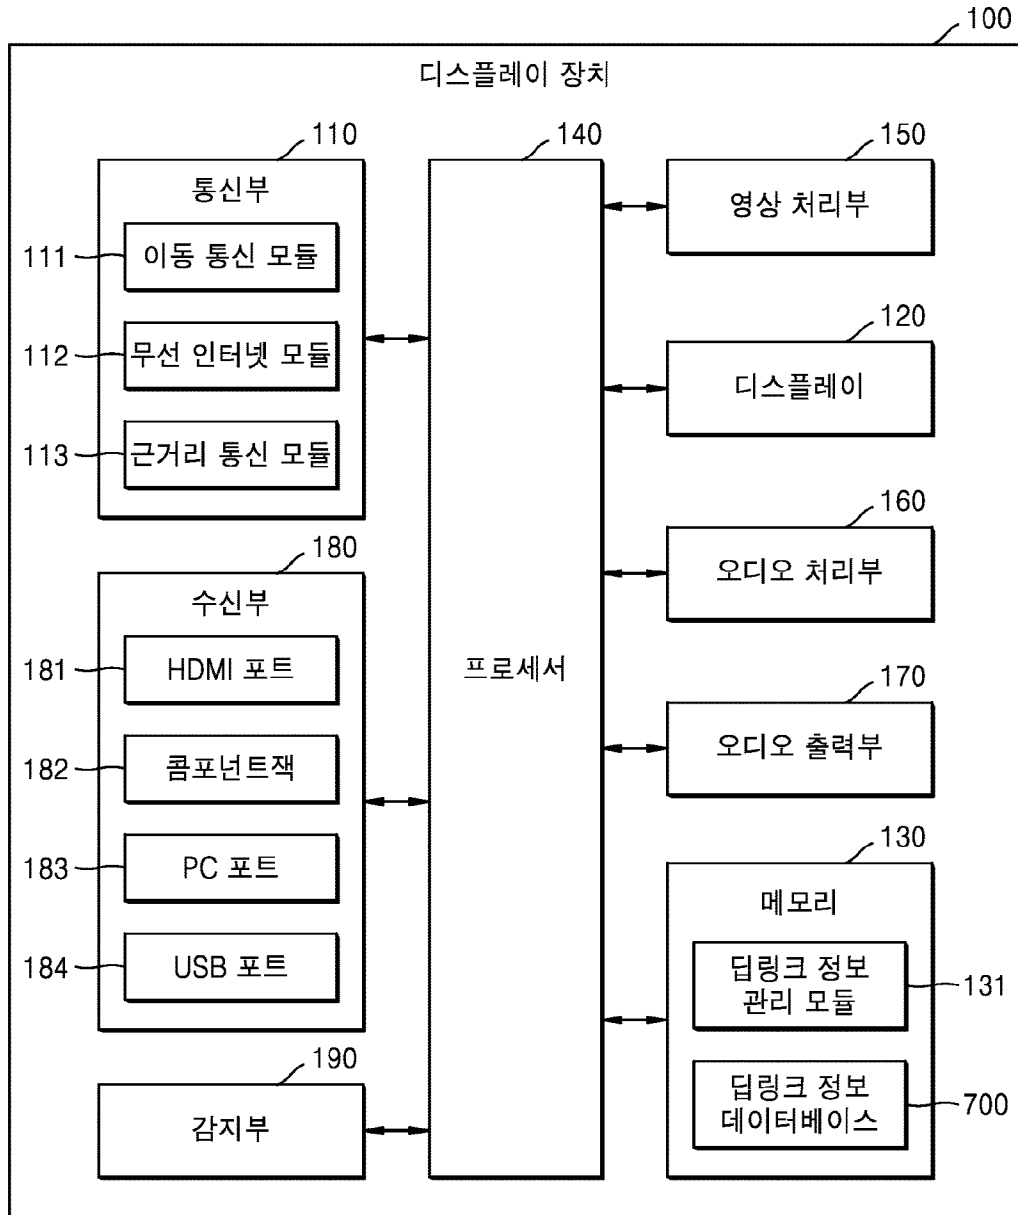 100
디스플레이 장치
110
통신부
111
이동 통신 모듈
112
무선 인터넷 모듈
113
근거리 통신 모듈
180
수신부
181
HDMI 포트
182
콤포넌트잭
183
PC 포트
184
USB 포트
190
감지부
140
프로세서
150
영상 처리부
120
디스플레이
160
오디오 처리부
170
오디오 출력부
130
메모리
딥링크 정보
관리 모듈
131
딥링크 정보
데이터베이스
700